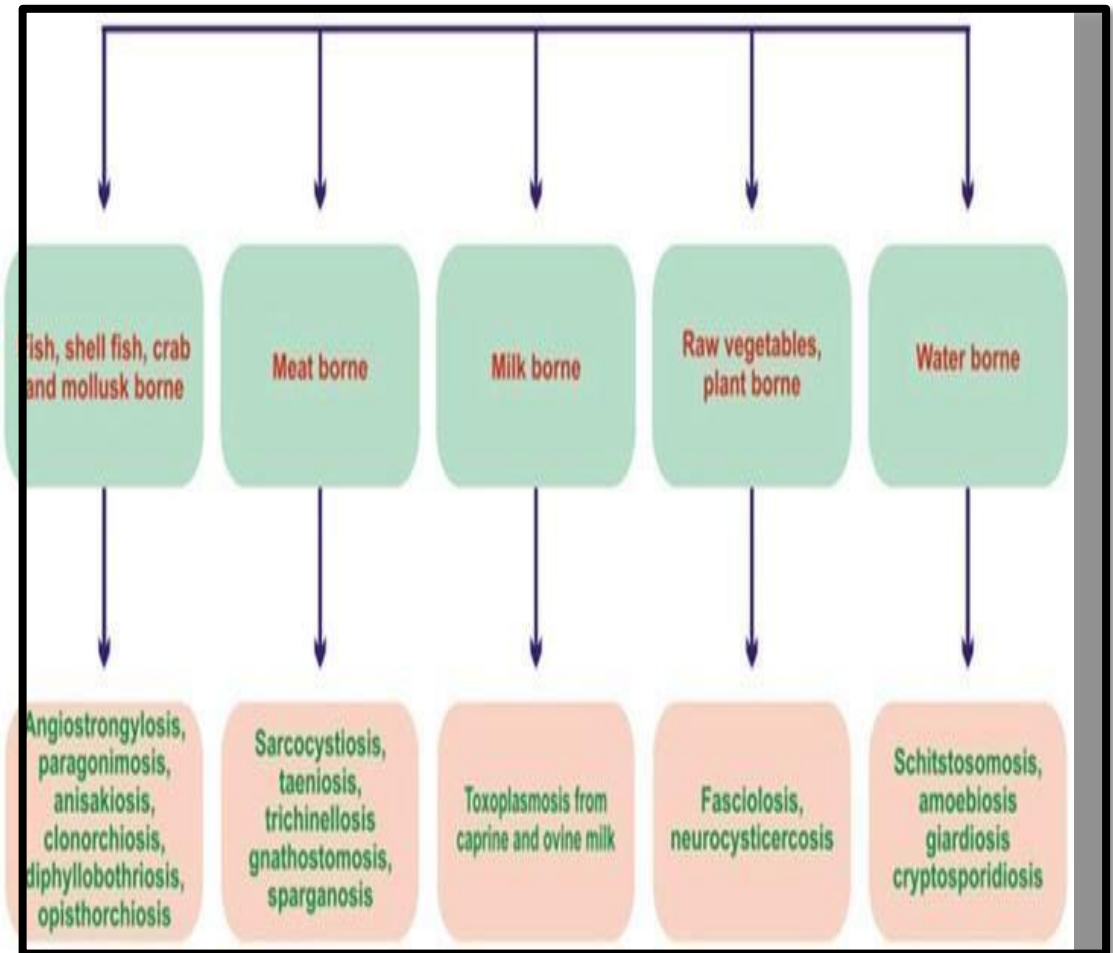 Fish, shell fish, crab
and mollusk borne
Meat borne
Milk borne
Raw vegetables,
plant borne
Water borne
Angiostrongylosis,
paragonimosis,
anisakiosis,
clonorchiosis,
diphyllobothriosis,
opisthorchiosis
Sarcocystiosis,
taeniosis,
trichinellosis
gnathostomosis,
sparganosis
Toxoplasmosis from
caprine and ovine milk
Fasciolosis,
neurocysticercosis
Schitstosomosis,
amoebiosis
giardiosis
cryptosporidiosis